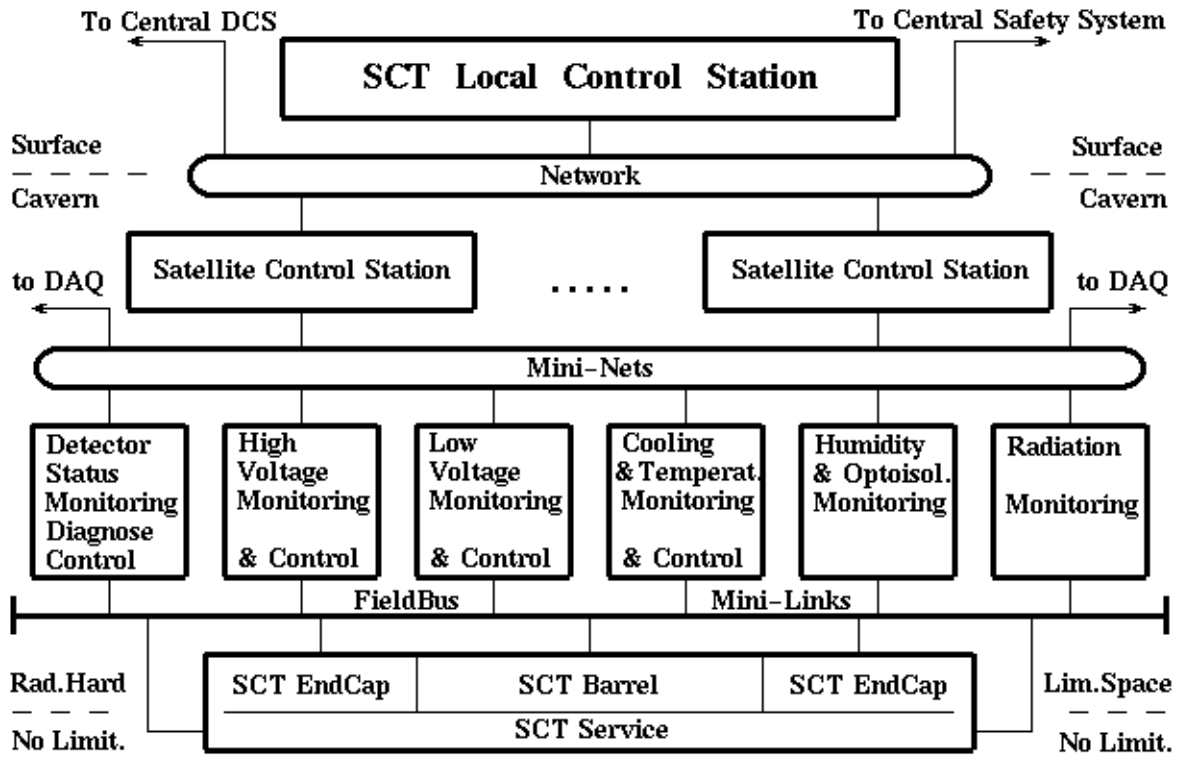 To Central DCS
To Central Safety System
SCT Local Control Station
Surface
Surface
Network
Cavern
Cavern
Satellite Control Station
.....
Satellite Control Station
to DAQ
to DAQ
Mini-Nets
Detector
Status
Monitoring
Diagnose
Control
High
Voltage
Monitoring
& Control
Low
Voltage
Monitoring
& Control
Cooling
& Temperat.
Monitoring
& Control
Humidity
& Optoisol.
Monitoring
Radiation
Monitoring
FieldBus
Mini-Links
Rad.Hard
SCT EndCap
SCT Barrel
SCT EndCap
Lim.Space
SCT Service
No Limit.
No Limit.